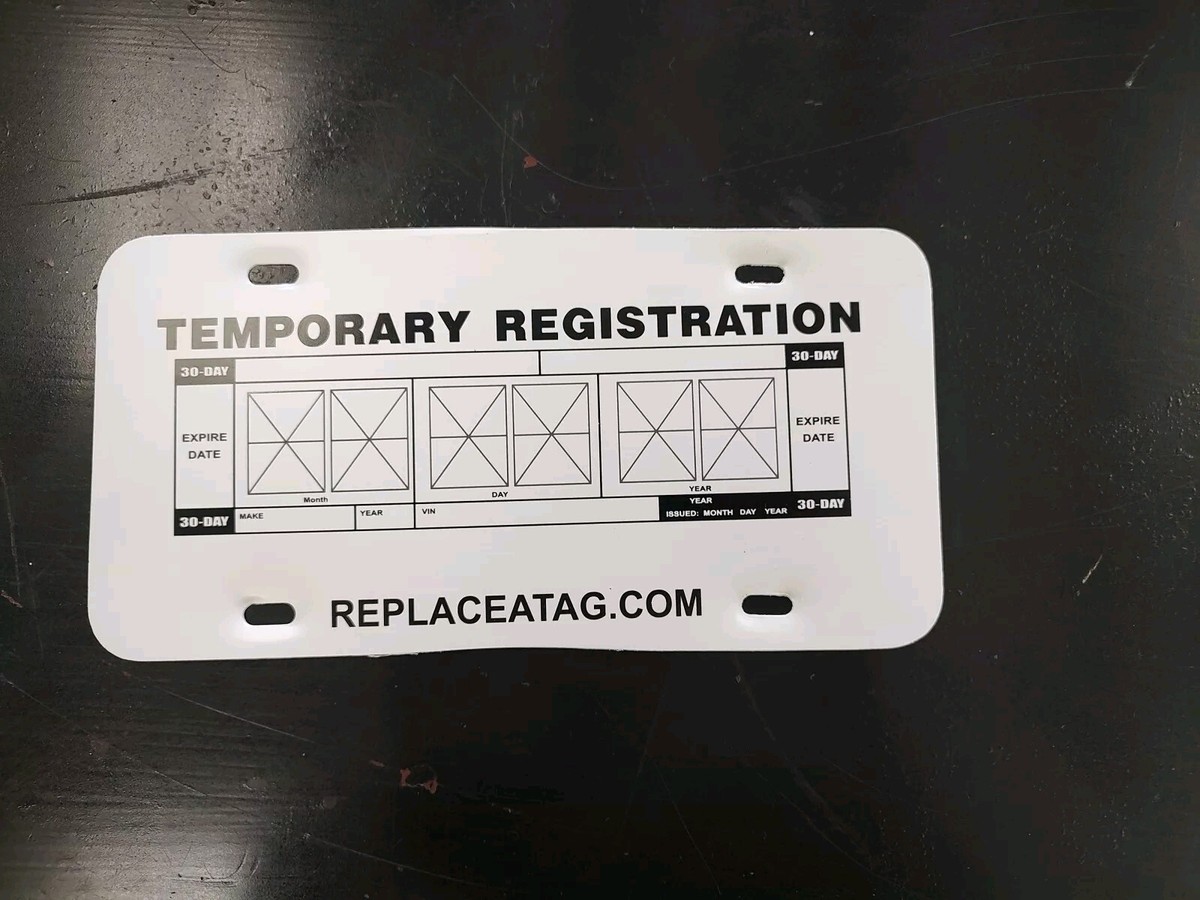 TEMPORARY REGISTRATION
30-DAY 30-DAY
EXPIRE DATE EXPIRE DATE
Month DAY YEAR
YEAR
30-DAY MAKE YEAR VIN ISSUED: MONTH DAY YEAR 30-DAY
REPLACEATAG.COM